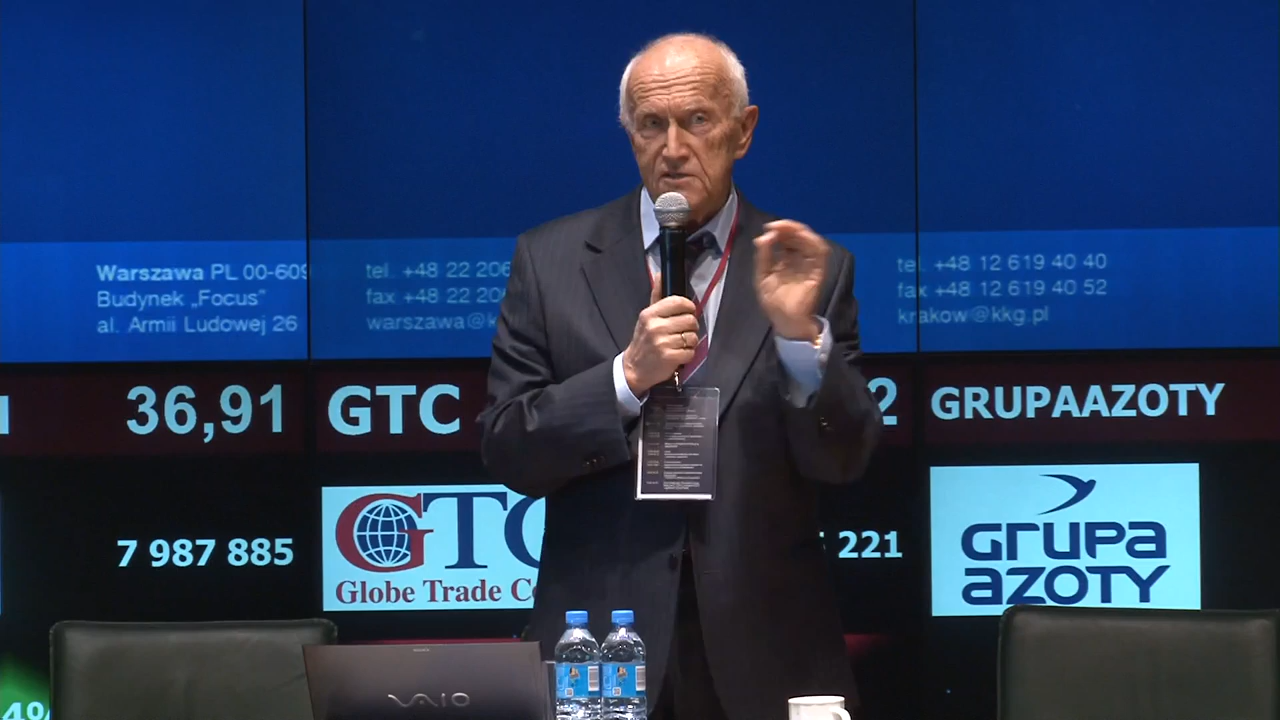 Warszawa PL 00-609
Budynek „Focus”
al. Armii Ludowej 26
tel. +48 22 206
fax +48 22
warszawa@k
tel. +48 12 619 40 40
fax +48 12 619 40 52
krakow@kkg.pl
36,91
GTC
2
GRUPAAZOTY
7 987 885
GTC
Globe Trade
221
GRUPA
AZOTY
VAIO
4%